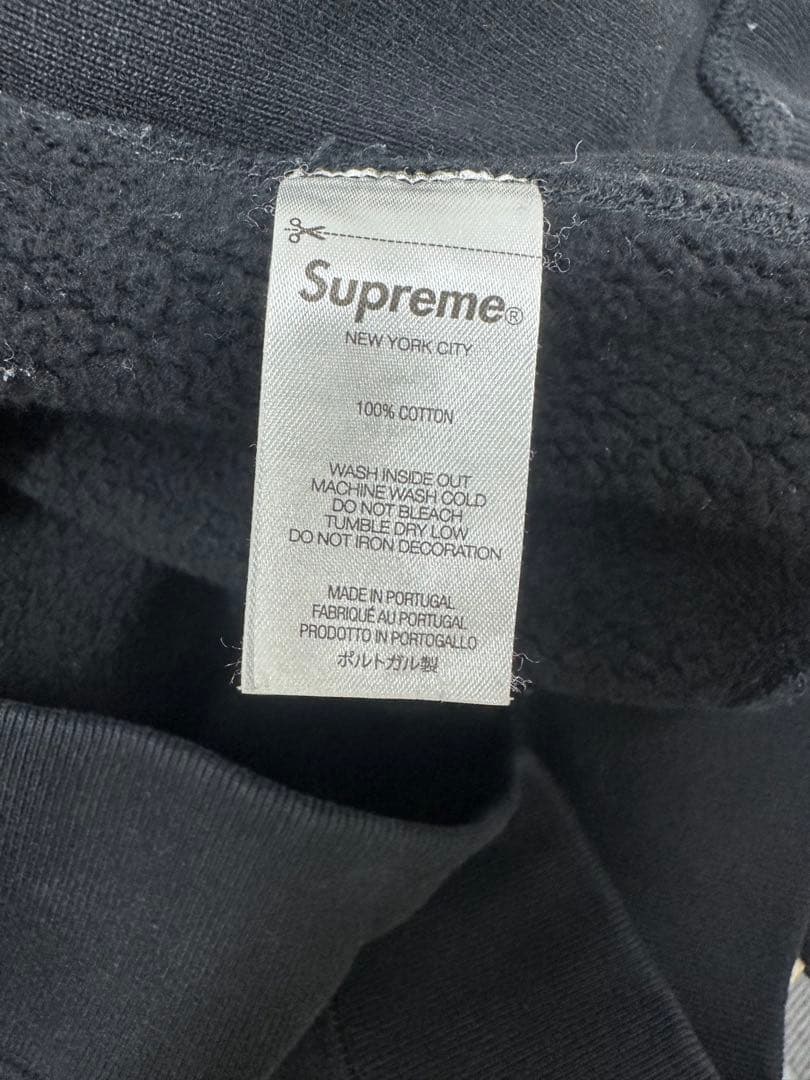 Supreme®
NEW YORK CITY
100% COTTON
WASH INSIDE OUT
MACHINE WASH COLD
DO NOT BLEACH
TUMBLE DRY LOW
DO NOT IRON DECORATION
MADE IN PORTUGAL
FABRIQUÉ AU PORTUGAL
PRODOTTO IN PORTOGALLO
ポルトガル製